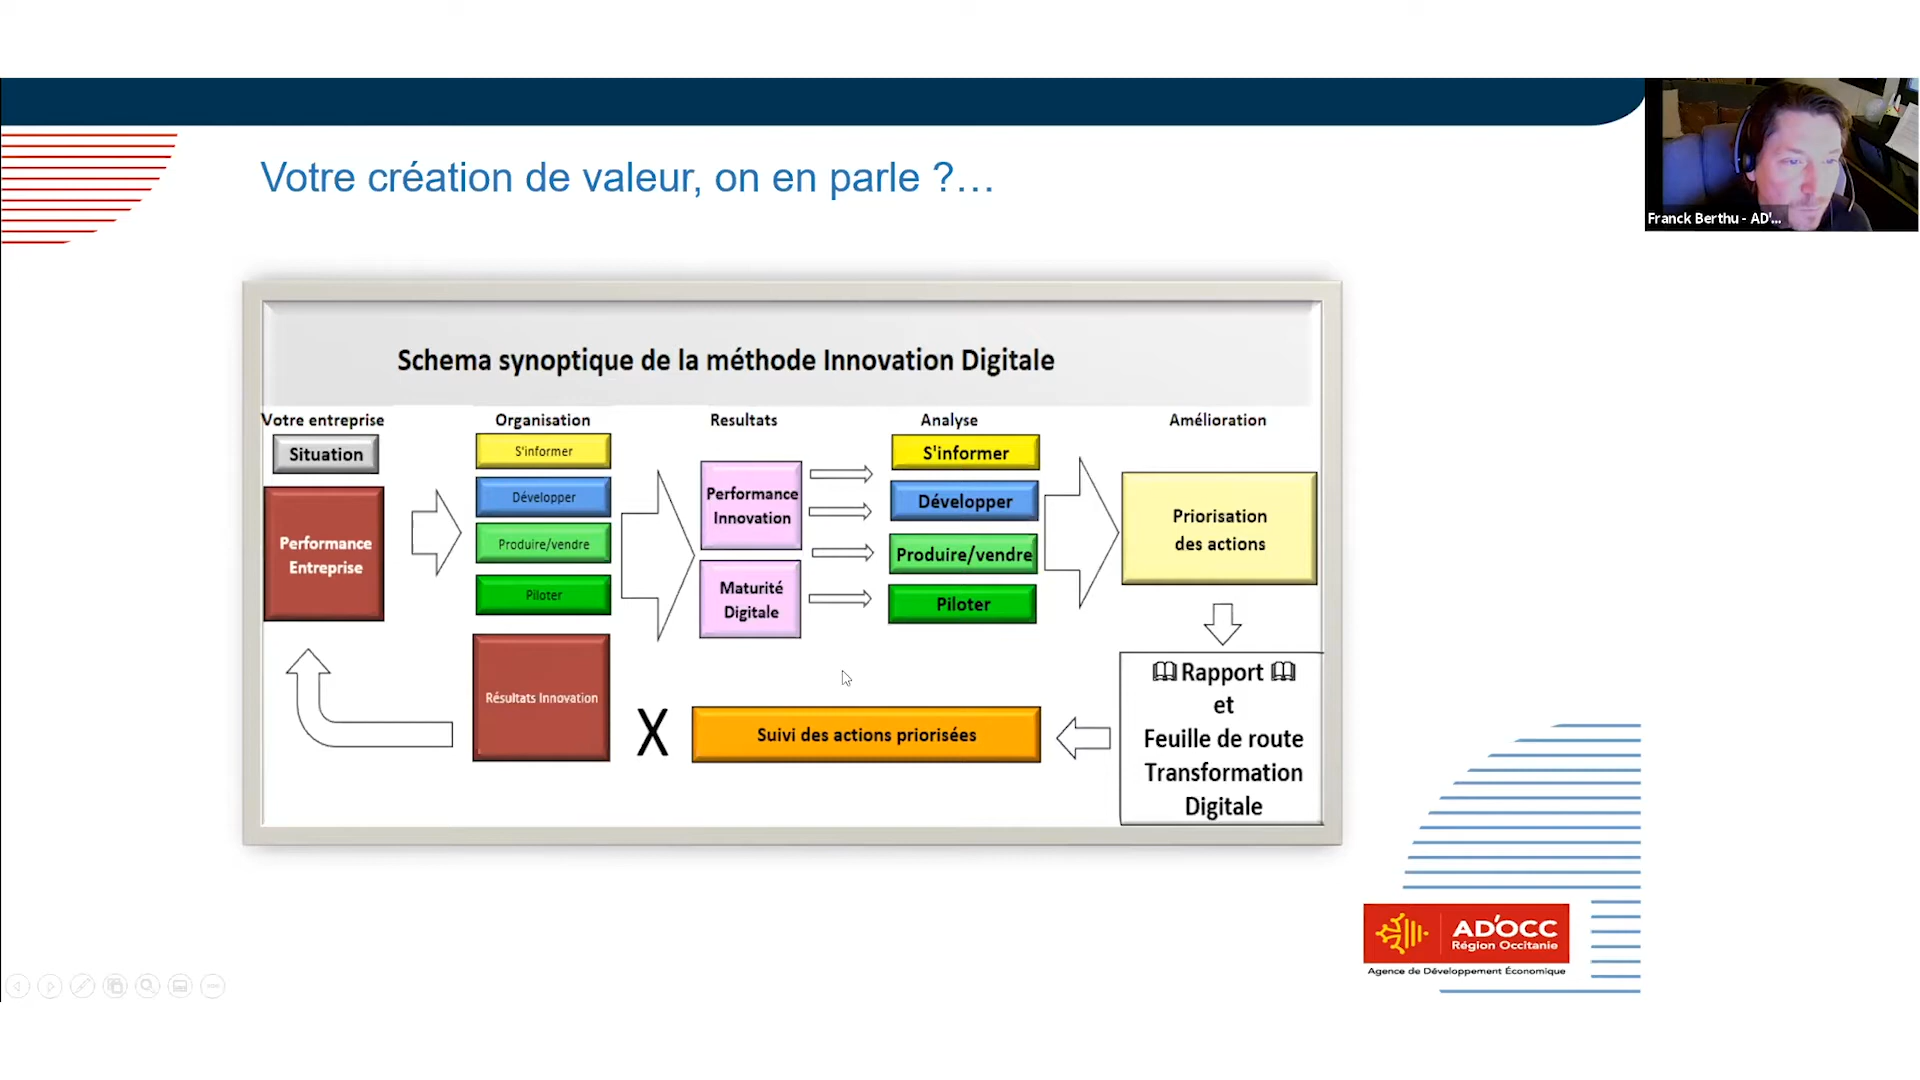 Votre création de valeur, on en parle ?…
Franck Berthu - AD'...
Schema synoptique de la méthode Innovation Digitale
Votre entreprise
Organisation
Resultats
Analyse
Amélioration
Situation
Performance
Entreprise
S'informer
Développer
Produire/vendre
Piloter
Résultats Innovation
Performance
Innovation
Maturité
Digitale
S'informer
Développer
Produire/vendre
Piloter
Priorisation
des actions
Rapport
et
Feuille de route
Transformation
Digitale
Suivi des actions priorisées
X
AD'OCC
Région Occitanie
Agence de Développement Économique